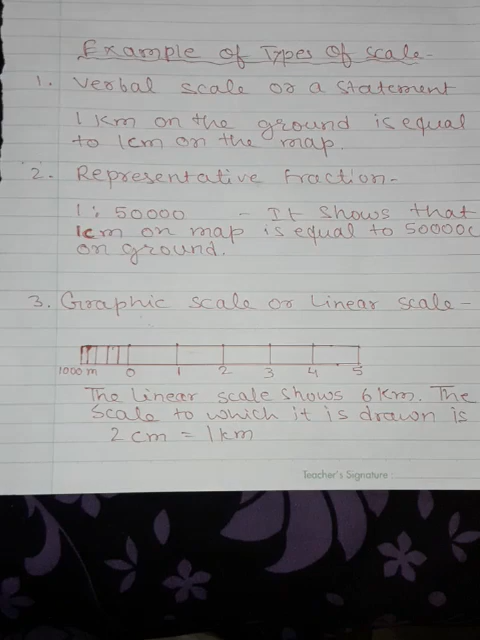 Example of Types of Scale-
1. Verbal scale or a statement
1 Km on the ground is equal
to 1cm on the map.
2. Representative fraction-
1: 50000 - It shows that
1cm on map is equal to 50000c
on ground.
3. Graphic scale or Linear scale-
1000 m 0 1 2 3 4 5
The Linear scale shows 6 Km. The
Scale to which it is drawn is
2 cm = 1 km
Teacher's Signature :